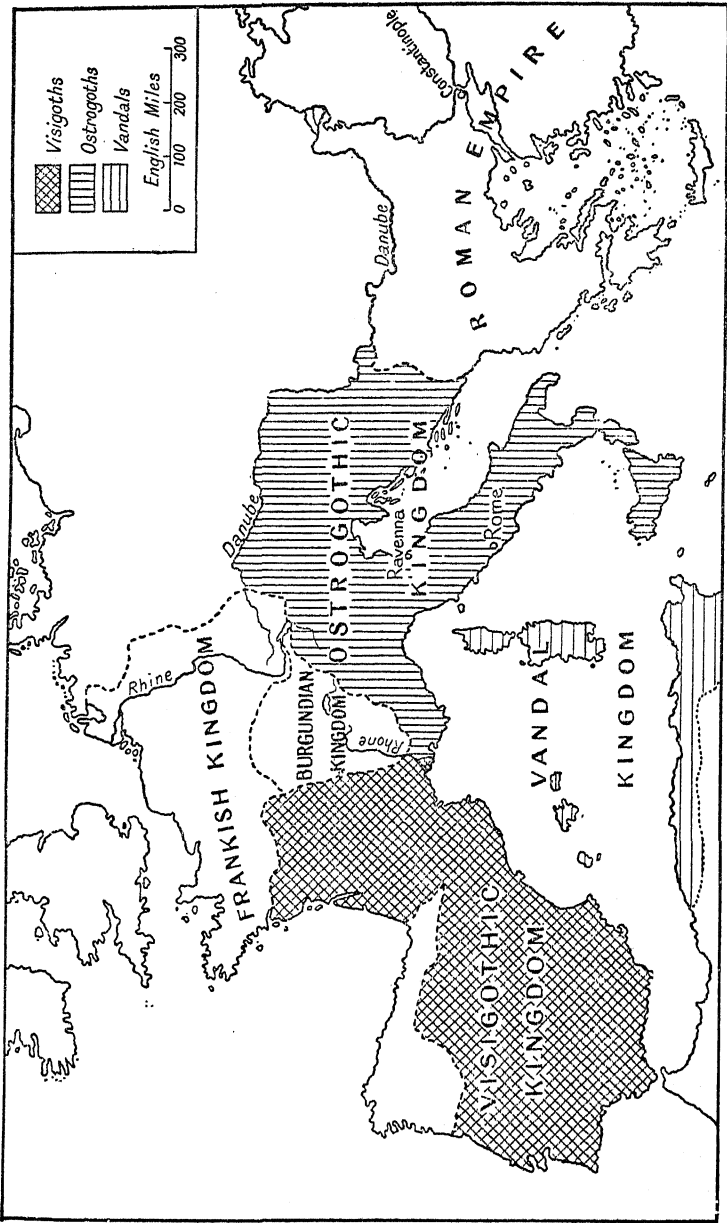 Visigoths
Ostrogoths
Vandals
English Miles
0 100 200 300
Constantinople
ROMAN EMPIRE
Danube
Danube
OSTROGOTHIC
KINGDOM
Ravenna
Rome
Rhine
FRANKISH KINGDOM
BURGUNDIAN
KINGDOM
Rhone
VANDAL
KINGDOM
VISIGOTHIC
KINGDOM